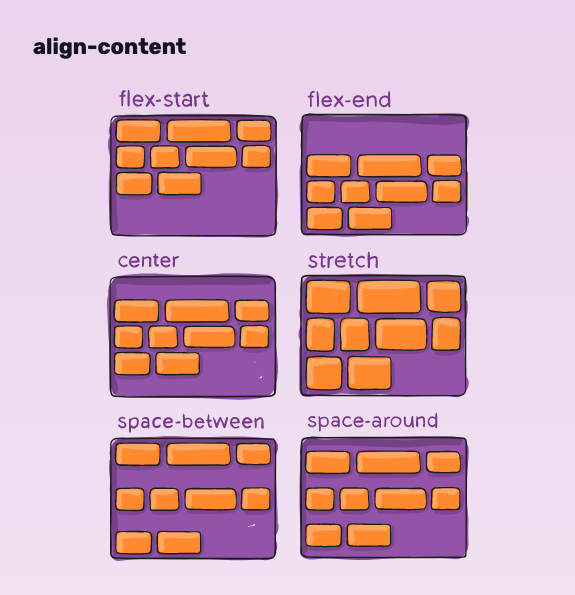 align-content
flex-start
flex-end
center
stretch
space-between
space-around